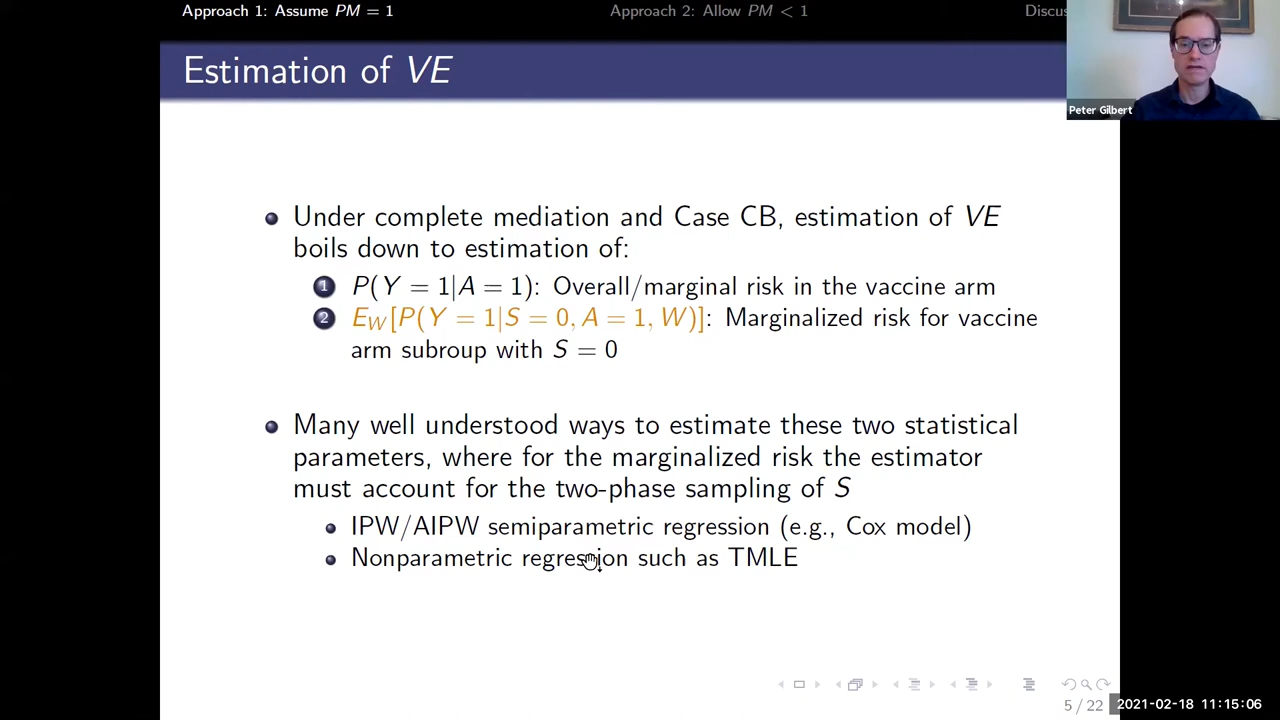 Approach 1: Assume PM = 1
Approach 2: Allow PM < 1
Discus
Estimation of VE
Peter Gilbert
Under complete mediation and Case CB, estimation of VE
boils down to estimation of:
1 P(Y = 1|A = 1): Overall/marginal risk in the vaccine arm
2 E_W[P(Y = 1|S = 0, A = 1, W)]: Marginalized risk for vaccine
arm subroup with S = 0
Many well understood ways to estimate these two statistical
parameters, where for the marginalized risk the estimator
must account for the two-phase sampling of S
IPW/AIPW semiparametric regression (e.g., Cox model)
Nonparametric regression such as TMLE
5 / 22
2021-02-18 11:15:06